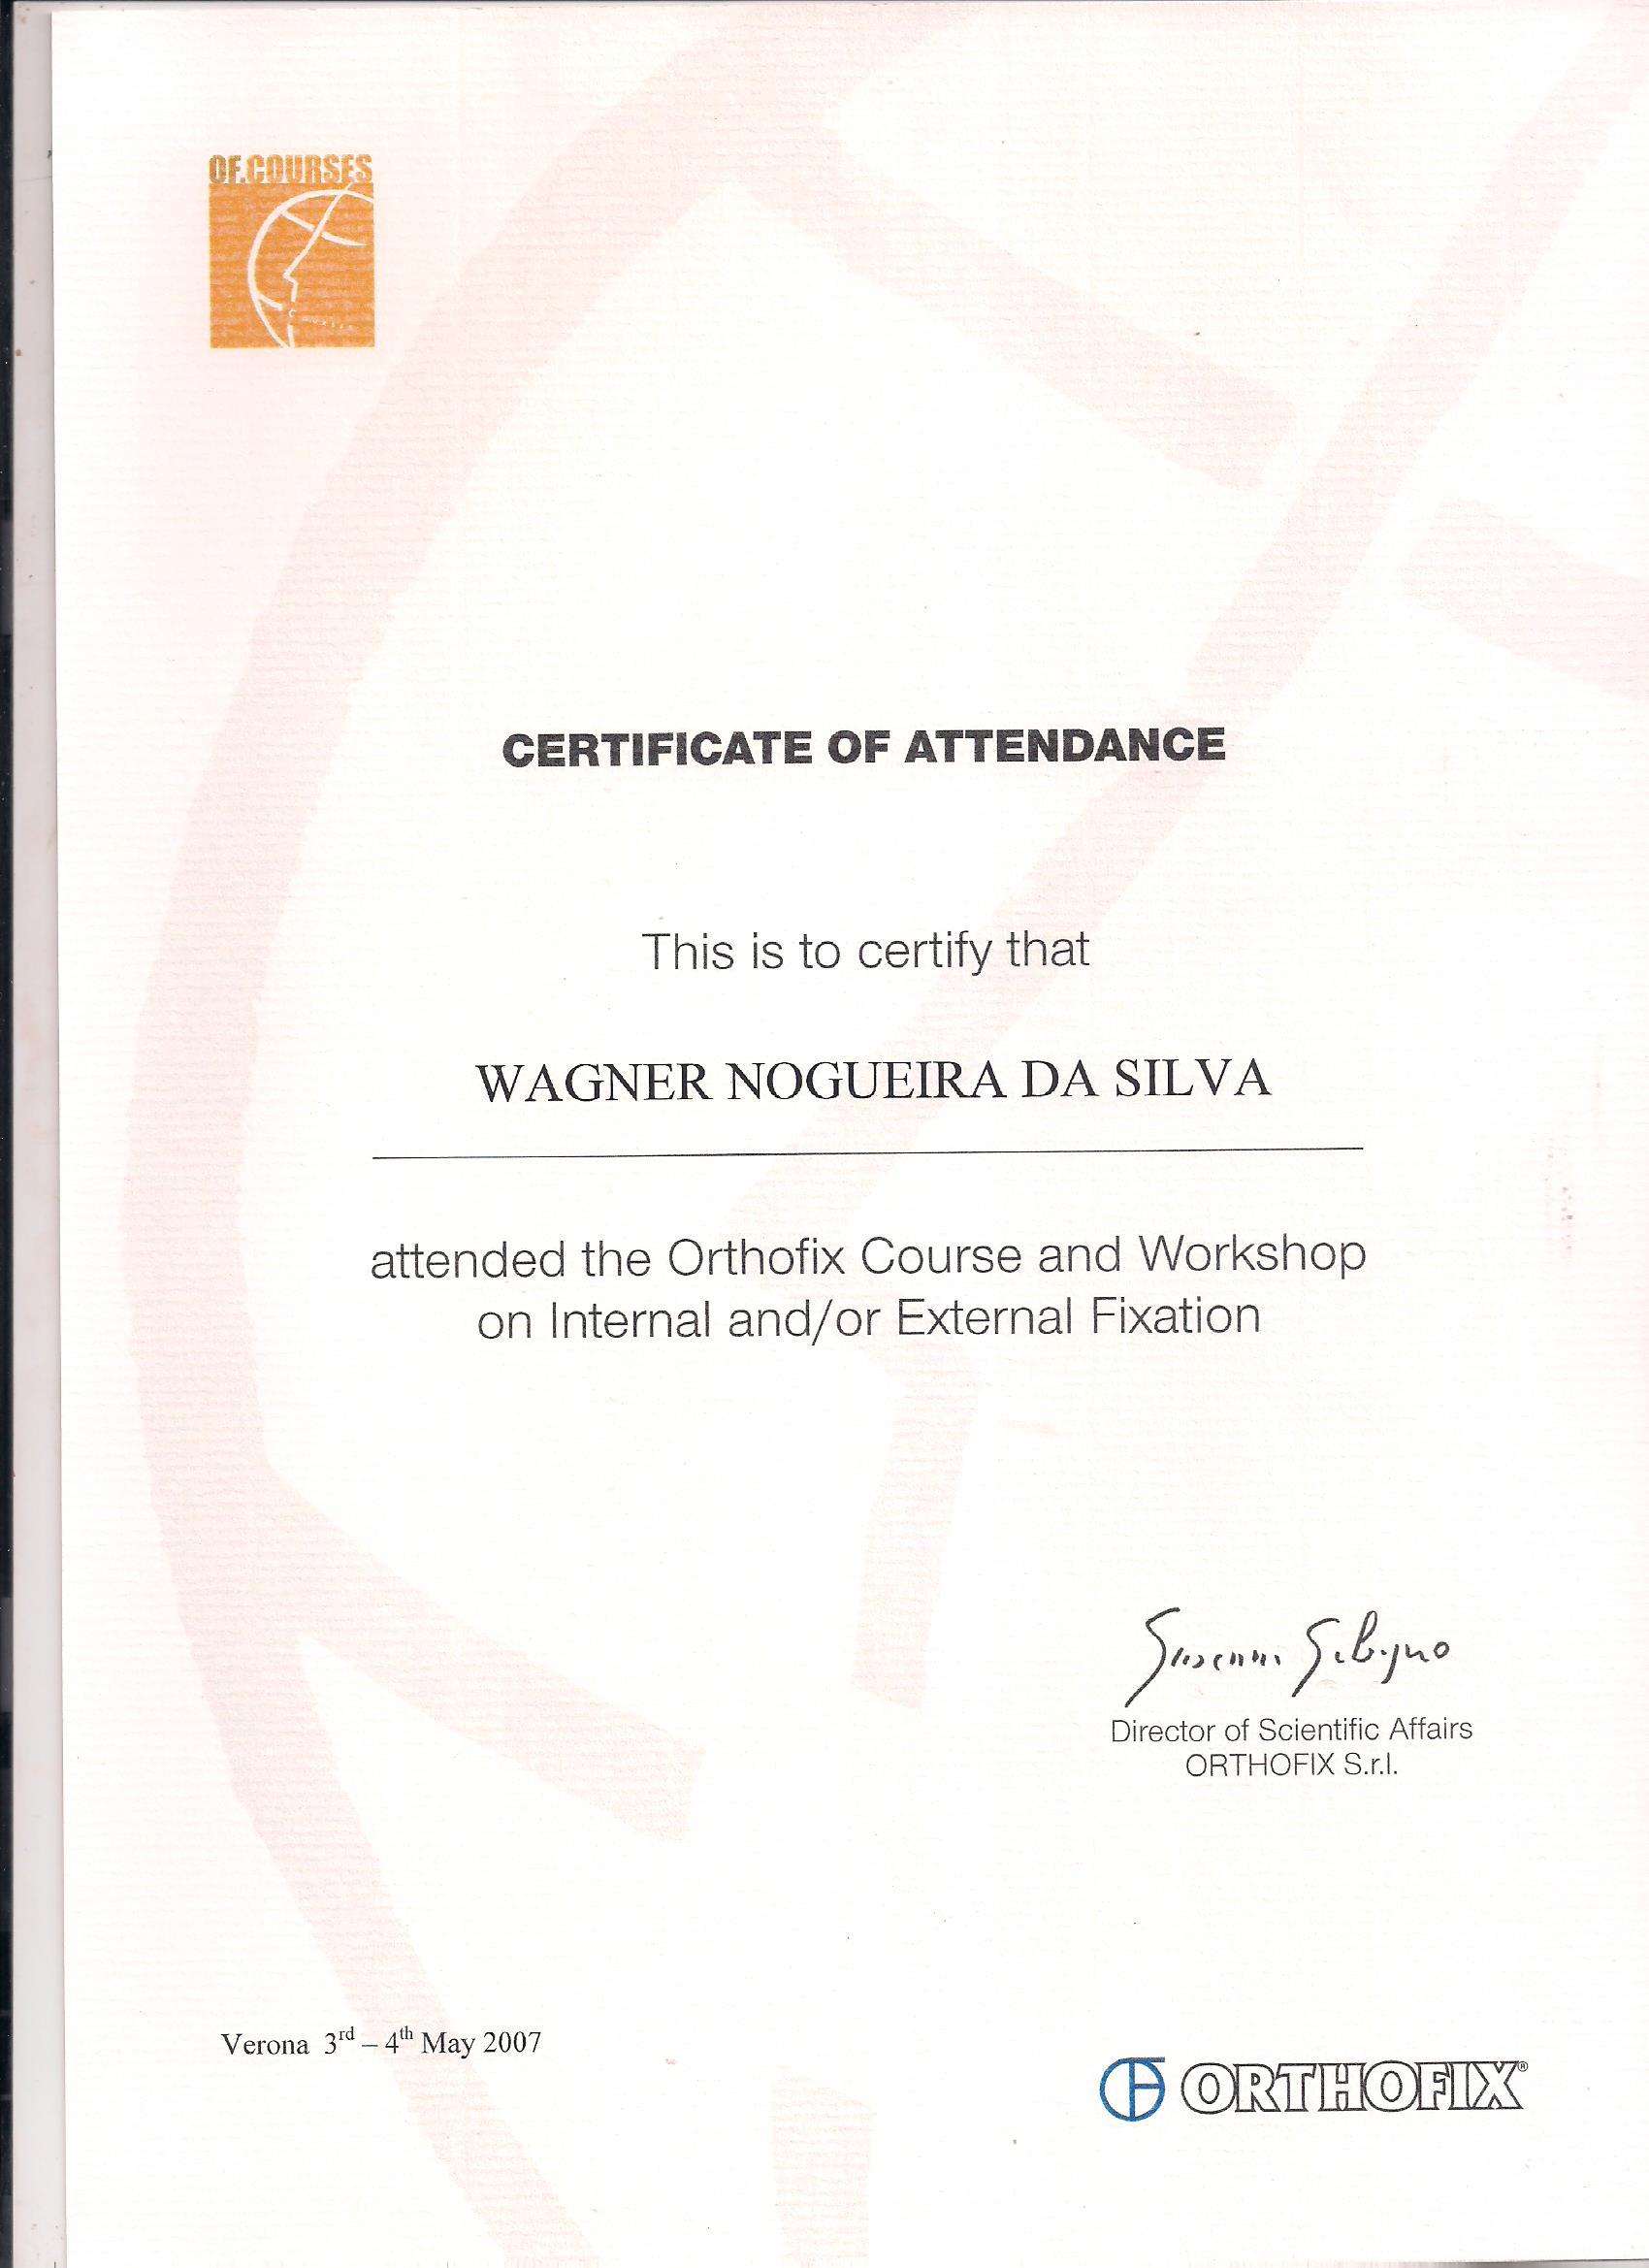 OF.COURSES
CERTIFICATE OF ATTENDANCE
This is to certify that
WAGNER NOGUEIRA DA SILVA
attended the Orthofix Course and Workshop
on Internal and/or External Fixation
Director of Scientific Affairs
ORTHOFIX S.r.l.
Verona 3rd – 4th May 2007
ORTHOFIX®